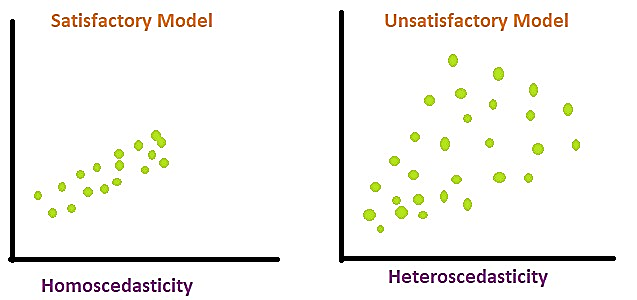 Satisfactory Model
Unsatisfactory Model
Homoscedasticity
Heteroscedasticity